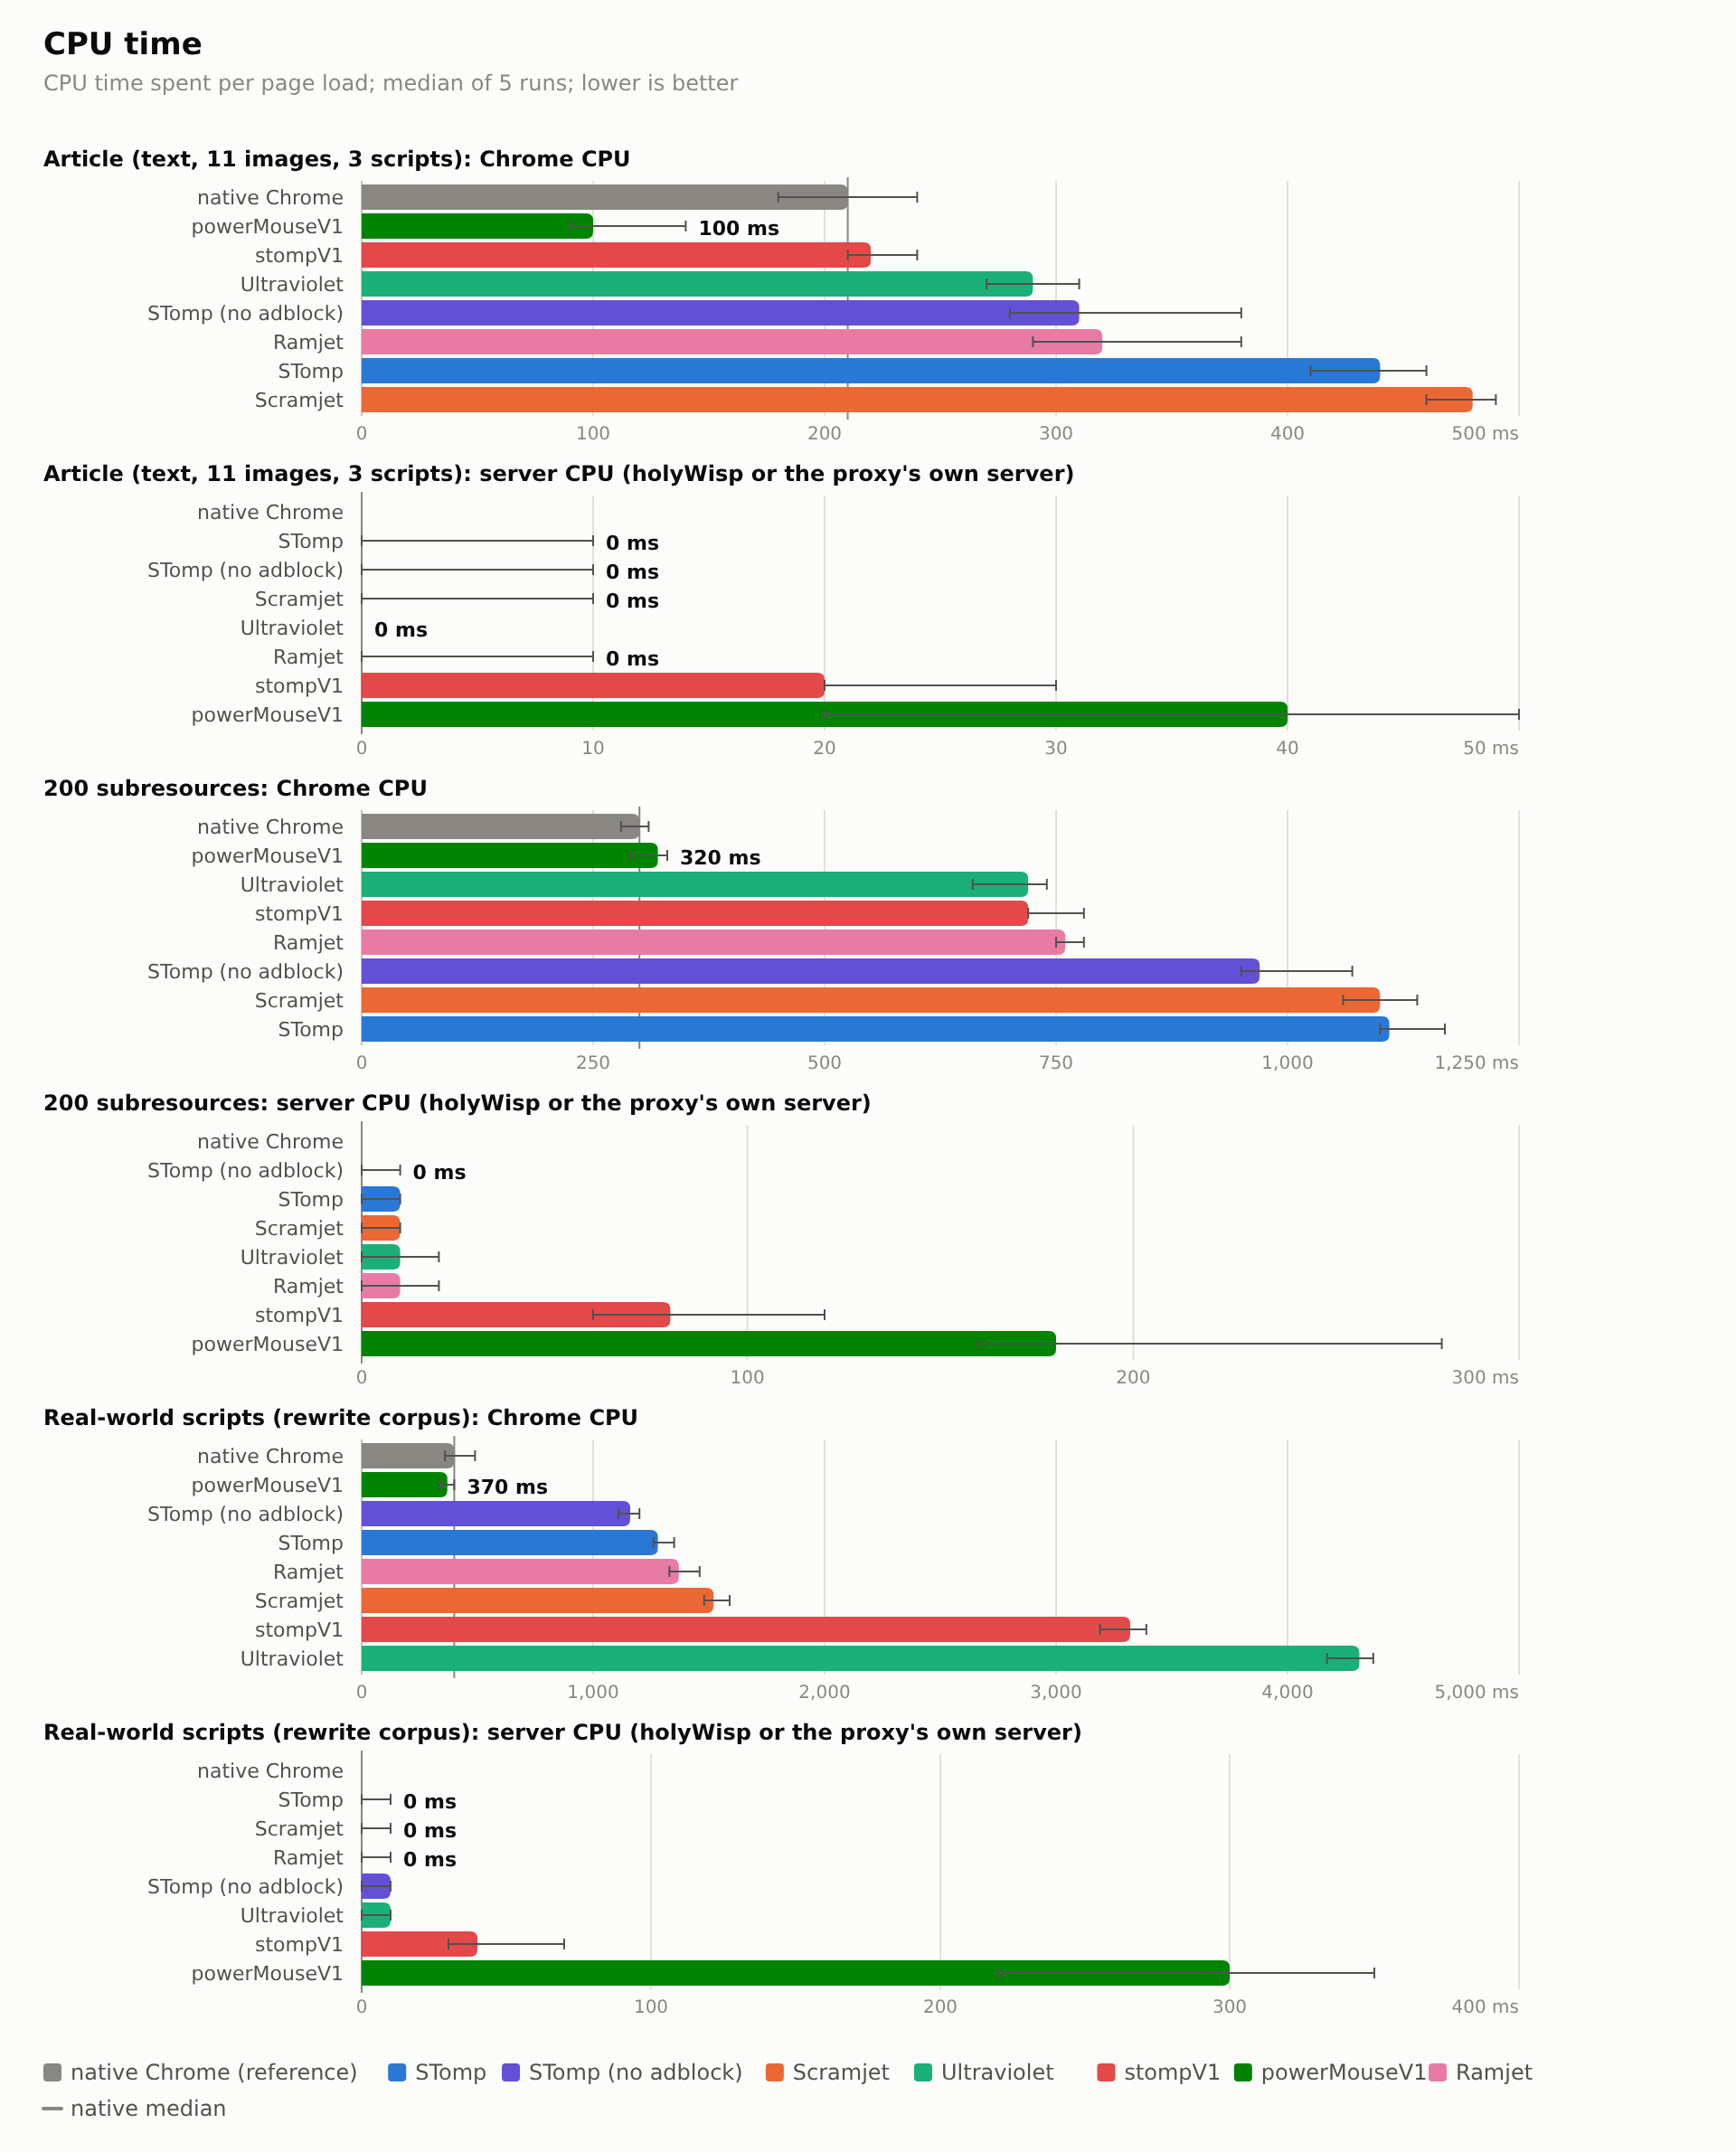 CPU time
CPU time spent per page load; median of 5 runs; lower is better
Article (text, 11 images, 3 scripts): Chrome CPU
native Chrome
powerMouseV1 100 ms
stompV1
Ultraviolet
STomp (no adblock)
Ramjet
STomp
Scramjet
0 100 200 300 400 500 ms
Article (text, 11 images, 3 scripts): server CPU (holyWisp or the proxy's own server)
native Chrome
STomp 0 ms
STomp (no adblock) 0 ms
Scramjet 0 ms
Ultraviolet 0 ms
Ramjet 0 ms
stompV1
powerMouseV1
0 10 20 30 40 50 ms
200 subresources: Chrome CPU
native Chrome
powerMouseV1 320 ms
Ultraviolet
stompV1
Ramjet
STomp (no adblock)
Scramjet
STomp
0 250 500 750 1,000 1,250 ms
200 subresources: server CPU (holyWisp or the proxy's own server)
native Chrome
STomp (no adblock) 0 ms
STomp
Scramjet
Ultraviolet
Ramjet
stompV1
powerMouseV1
0 100 200 300 ms
Real-world scripts (rewrite corpus): Chrome CPU
native Chrome
powerMouseV1 370 ms
STomp (no adblock)
STomp
Ramjet
Scramjet
stompV1
Ultraviolet
0 1,000 2,000 3,000 4,000 5,000 ms
Real-world scripts (rewrite corpus): server CPU (holyWisp or the proxy's own server)
native Chrome
STomp 0 ms
Scramjet 0 ms
Ramjet 0 ms
STomp (no adblock)
Ultraviolet
stompV1
powerMouseV1
0 100 200 300 400 ms
native Chrome (reference) STomp STomp (no adblock) Scramjet Ultraviolet stompV1 powerMouseV1 Ramjet
native median